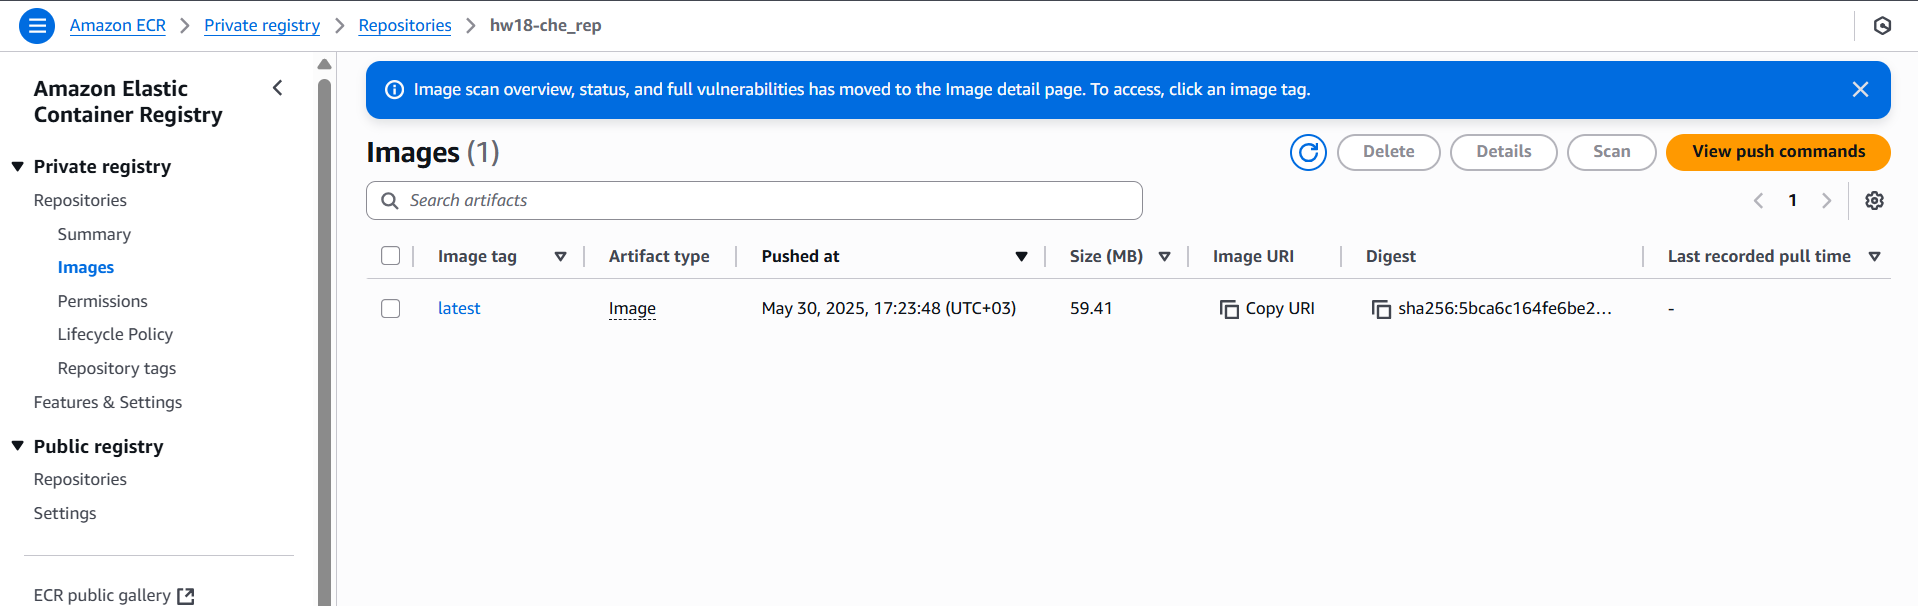 Amazon ECR > Private registry > Repositories > hw18-che_rep
Amazon Elastic
Container Registry
Private registry
Repositories
Summary
Images
Permissions
Lifecycle Policy
Repository tags
Features & Settings
Public registry
Repositories
Settings
ECR public gallery
Image scan overview, status, and full vulnerabilities has moved to the Image detail page. To access, click an image tag.
Images (1)
Delete
Details
Scan
View push commands
Search artifacts
1
Image tag Artifact type Pushed at Size (MB) Image URI Digest Last recorded pull time
latest Image May 30, 2025, 17:23:48 (UTC+03) 59.41 Copy URI sha256:5bca6c164fe6be2... -